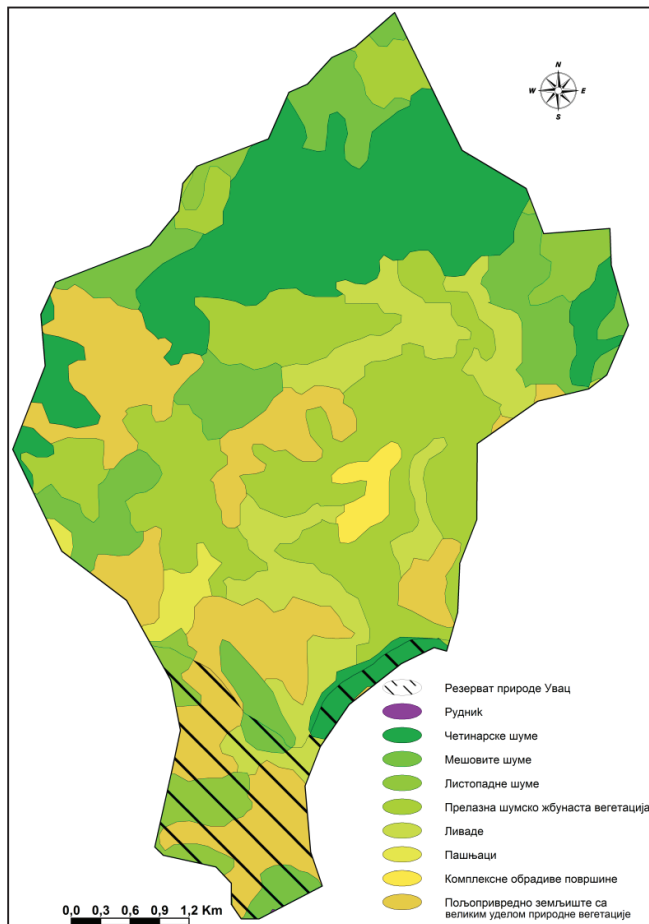 N
W E
S
Резерват природе Увац
Рудник
Четинарске шуме
Мешовите шуме
Листопадне шуме
Прелазна шумско жбунаста вегетација
Ливаде
Пашњаци
Комплексне обрадиве површине
Пољопривредно земљиште са
великим уделом природне вегетације
0,0 0,3 0,6 0,9 1,2 Km